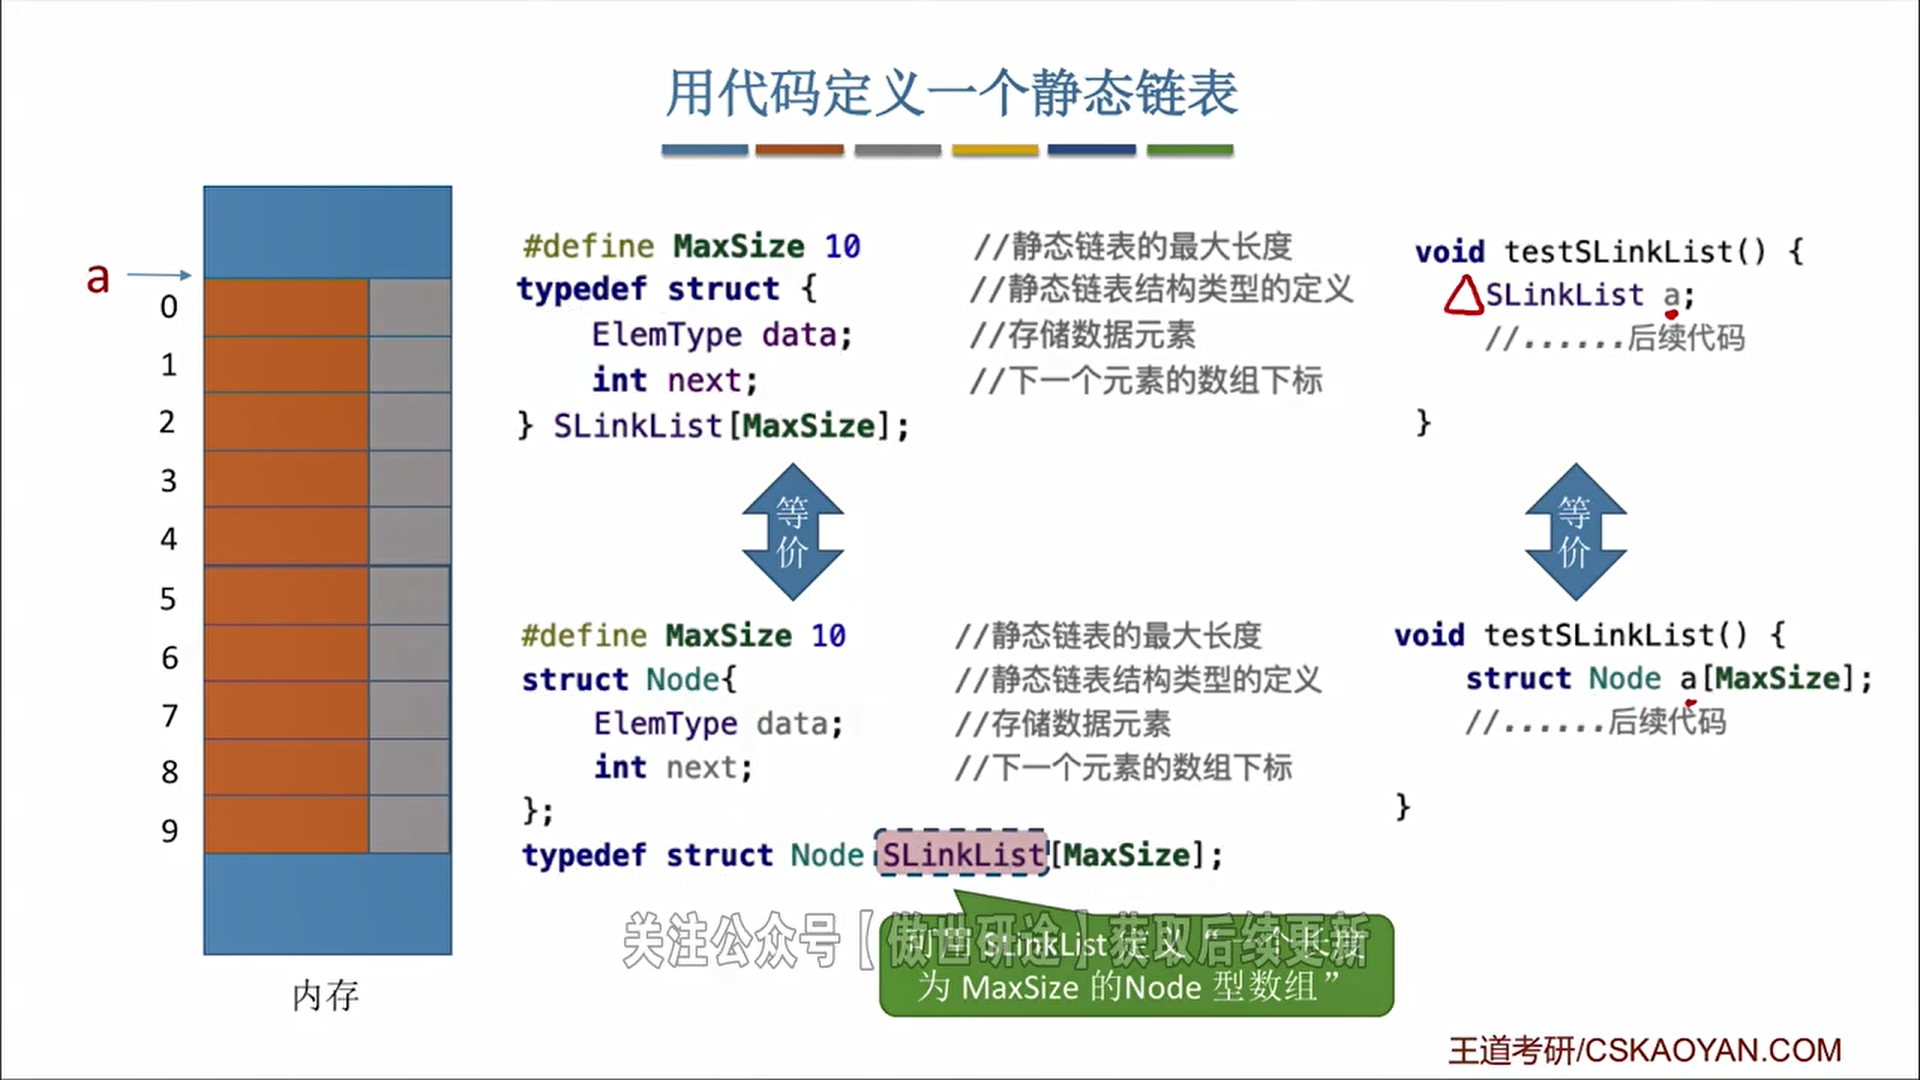 用代码定义一个静态链表
a
0
1
2
3
4
5
6
7
8
9
内存
#define MaxSize 10 //静态链表的最大长度
typedef struct { //静态链表结构类型的定义
ElemType data; //存储数据元素
int next; //下一个元素的数组下标
} SLinkList[MaxSize];
void testSLinkList() {
SLinkList a;
//......后续代码
}
等价
等价
#define MaxSize 10 //静态链表的最大长度
struct Node{ //静态链表结构类型的定义
ElemType data; //存储数据元素
int next; //下一个元素的数组下标
};
typedef struct Node SLinkList[MaxSize];
void testSLinkList() {
struct Node a[MaxSize];
//......后续代码
}
关注公众号【傲世研途】获取后续更新
可用 SLinkList 定义“一个长度
为 MaxSize 的Node 型数组”
王道考研/CSKAOYAN.COM